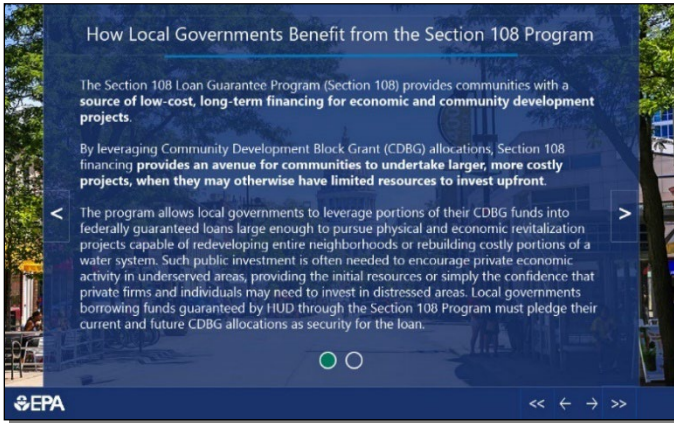 How Local Governments Benefit from the Section 108 Program
The Section 108 Loan Guarantee Program (Section 108) provides communities with a
source of low-cost, long-term financing for economic and community development
projects.
By leveraging Community Development Block Grant (CDBG) allocations, Section 108
financing provides an avenue for communities to undertake larger, more costly
projects, when they may otherwise have limited resources to invest upfront.
The program allows local governments to leverage portions of their CDBG funds into
federally guaranteed loans large enough to pursue physical and economic revitalization
projects capable of redeveloping entire neighborhoods or rebuilding costly portions of a
water system. Such public investment is often needed to encourage private economic
activity in underserved areas, providing the initial resources or simply the confidence that
private firms and individuals may need to invest in distressed areas. Local governments
borrowing funds guaranteed by HUD through the Section 108 Program must pledge their
current and future CDBG allocations as security for the loan.
EPA